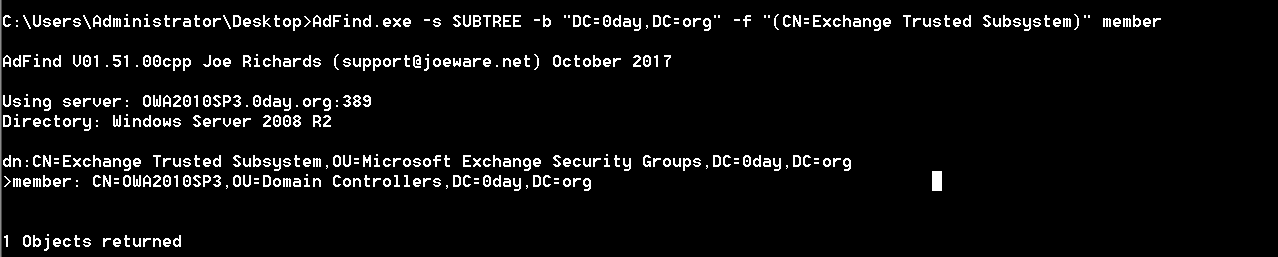 C:\Users\Administrator\Desktop>AdFind.exe -s SUBTREE -b "DC=0day,DC=org" -f "(CN=Exchange Trusted Subsystem)" member
AdFind V01.51.00cpp Joe Richards (support@joeware.net) October 2017
Using server: OWA2010SP3.0day.org:389
Directory: Windows Server 2008 R2
dn:CN=Exchange Trusted Subsystem,OU=Microsoft Exchange Security Groups,DC=0day,DC=org
>member: CN=OWA2010SP3,OU=Domain Controllers,DC=0day,DC=org
1 Objects returned